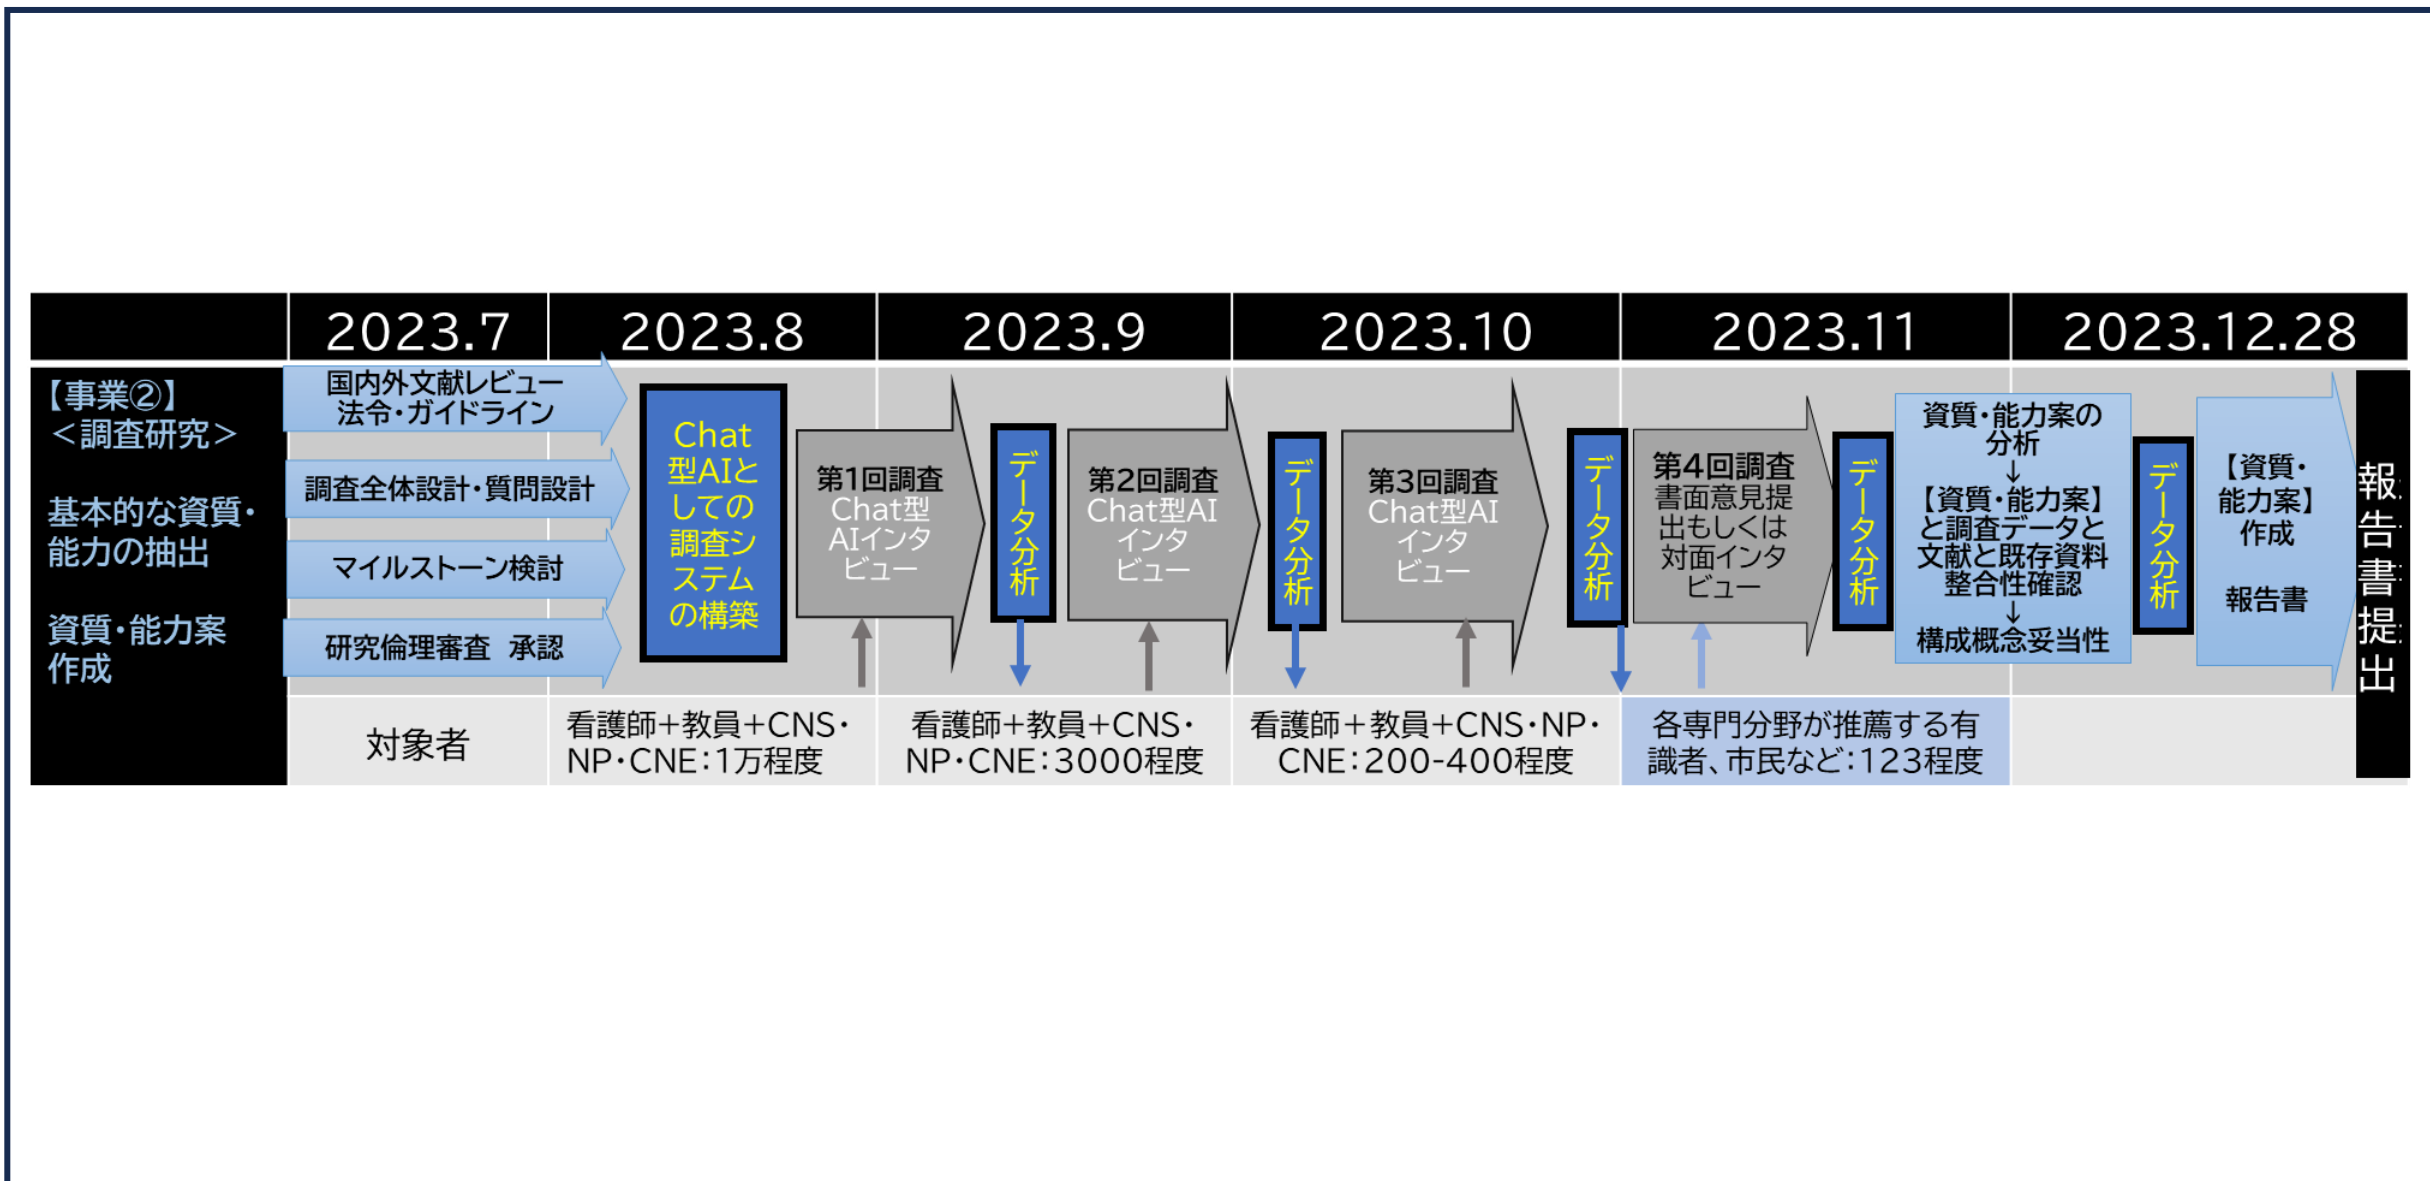 2023.7
2023.8
2023.9
2023.10
2023.11
2023.12.28
【事業②】
＜調査研究＞
基本的な資質・
能力の抽出
資質・能力案
作成
国内外文献レビュー
法令・ガイドライン
調査全体設計・質問設計
マイルストーン検討
研究倫理審査　承認
Chat
型AIと
しての
調査シ
ステム
の構築
第1回調査
Chat型
AIインタ
ビュー
データ分析
第2回調査
Chat型AI
インタ
ビュー
データ分析
第3回調査
Chat型AI
インタ
ビュー
データ分析
第4回調査
書面意見提
出もしくは
対面インタ
ビュー
データ分析
資質・能力案の
分析
↓
【資質・能力案】
と調査データと
文献と既存資料
整合性確認
↓
構成概念妥当性
データ分析
【資質・
能力案】
作成
報告書
報告書提出
対象者
看護師＋教員＋CNS・
NP・CNE：1万程度
看護師＋教員＋CNS・
NP・CNE：3000程度
看護師＋教員＋CNS・NP・
CNE：200-400程度
各専門分野が推薦する有
識者、市民など：123程度